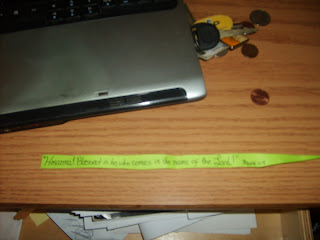 "Hosanna! Blessed is he who comes in the name of the Lord!"